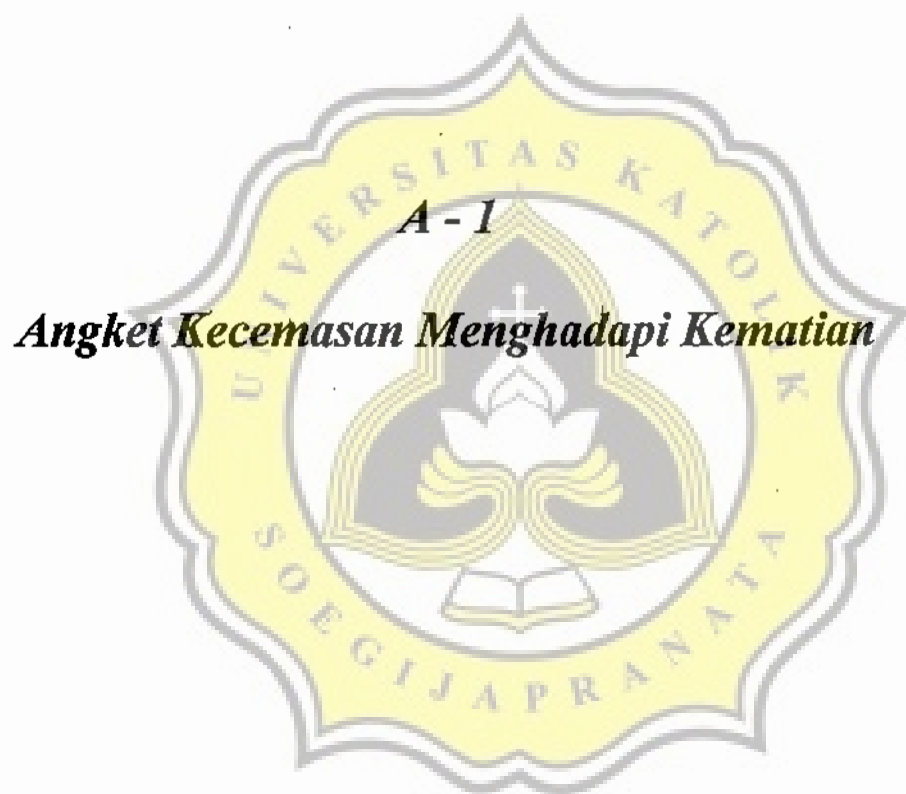 UNIVERSITAS KATOLIK
A - 1
Angket Kecemasan Menghadapi Kematian
SOEGIJAPRANATA